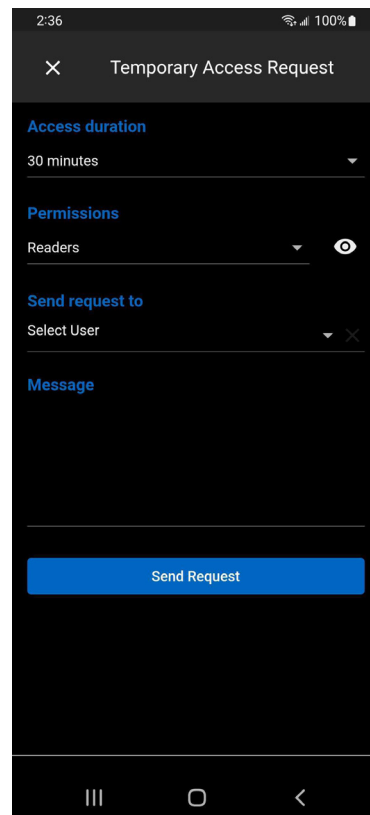 2:36 100%
Temporary Access Request
Access duration
30 minutes
Permissions
Readers
Send request to
Select User
Message
Send Request